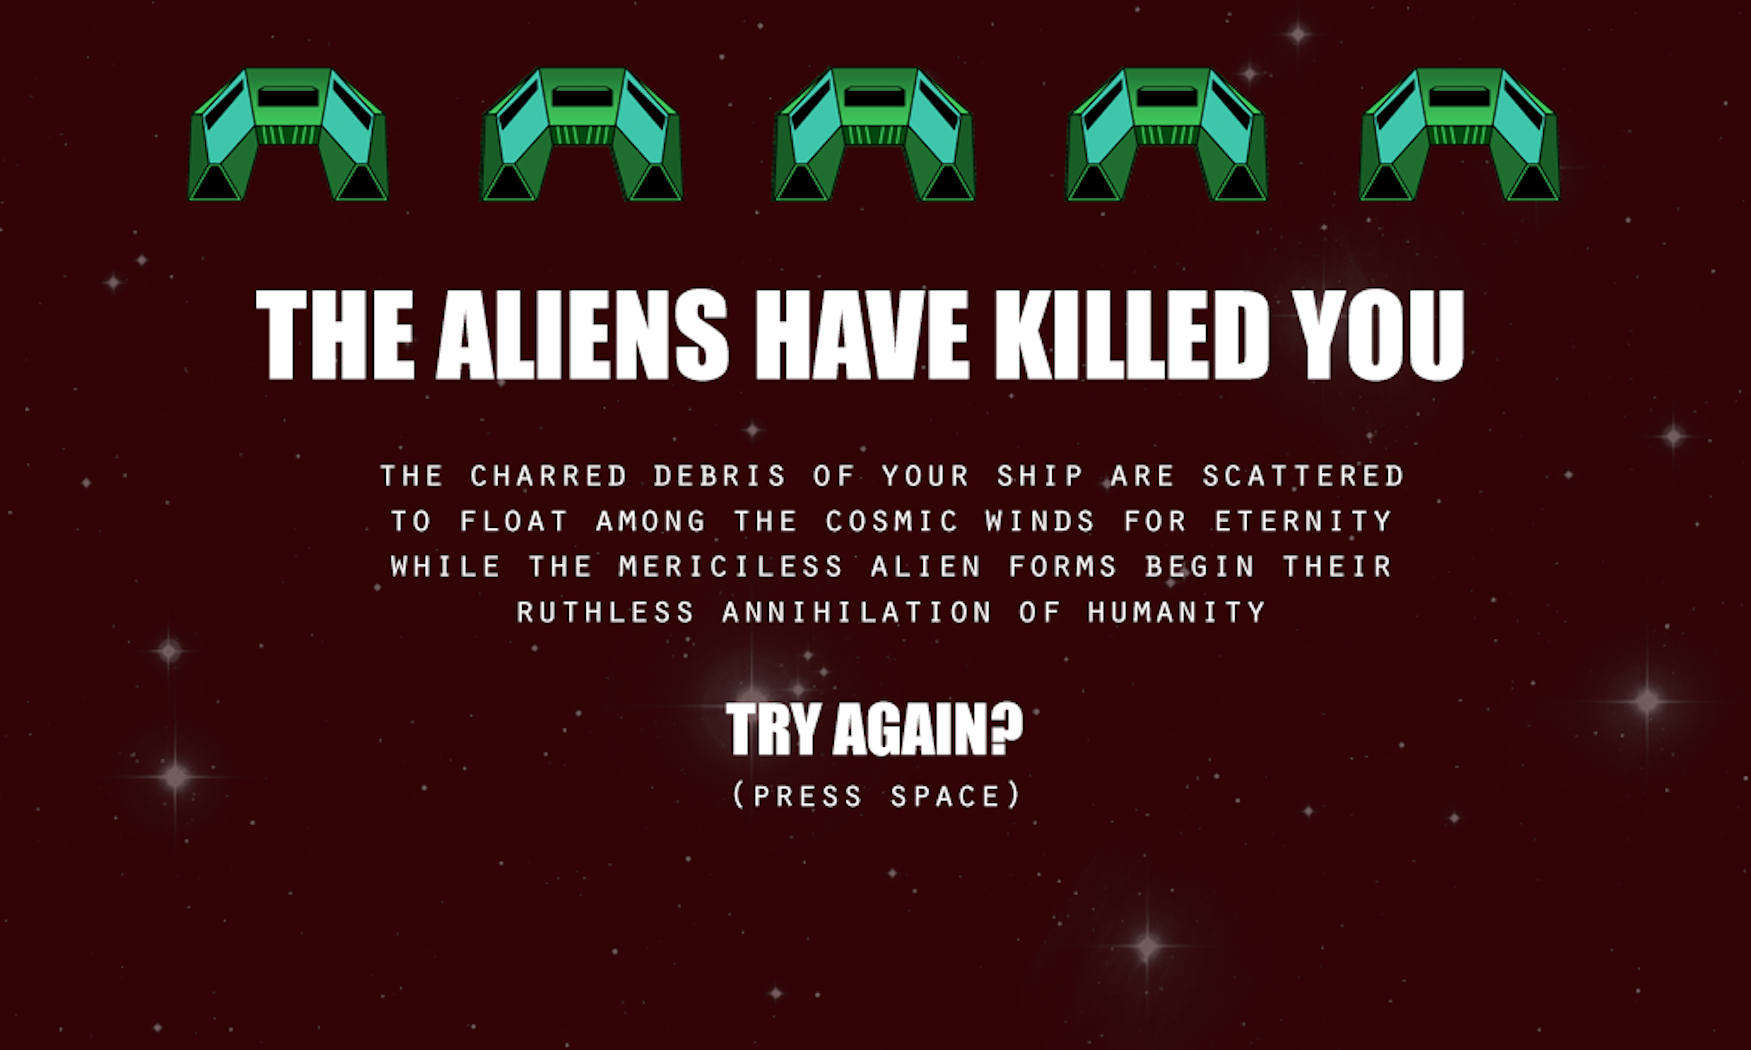 THE ALIENS HAVE KILLED YOU
THE CHARRED DEBRIS OF YOUR SHIP ARE SCATTERED
TO FLOAT AMONG THE COSMIC WINDS FOR ETERNITY
WHILE THE MERICILESS ALIEN FORMS BEGIN THEIR
RUTHLESS ANNIHILATION OF HUMANITY
TRY AGAIN?
(PRESS SPACE)